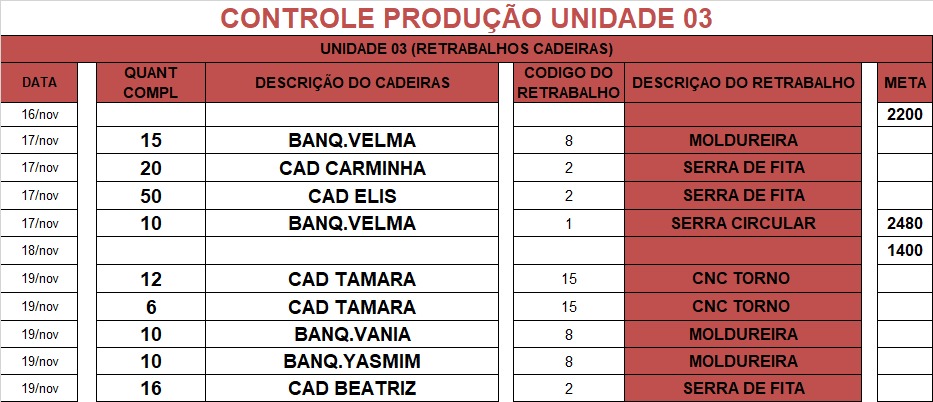 CONTROLE PRODUÇÃO UNIDADE 03
UNIDADE 03 (RETRABALHOS CADEIRAS)
DATA QUANT COMPL DESCRIÇÃO DO CADEIRAS CODIGO DO RETRABALHO DESCRIÇAO DO RETRABALHO META
16/nov 2200
17/nov 15 BANQ.VELMA 8 MOLDUREIRA
17/nov 20 CAD CARMINHA 2 SERRA DE FITA
17/nov 50 CAD ELIS 2 SERRA DE FITA
17/nov 10 BANQ.VELMA 1 SERRA CIRCULAR 2480
18/nov 1400
19/nov 12 CAD TAMARA 15 CNC TORNO
19/nov 6 CAD TAMARA 15 CNC TORNO
19/nov 10 BANQ.VANIA 8 MOLDUREIRA
19/nov 10 BANQ.YASMIM 8 MOLDUREIRA
19/nov 16 CAD BEATRIZ 2 SERRA DE FITA